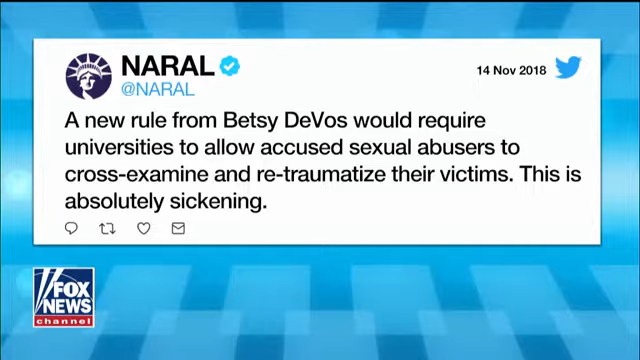 NARAL
@NARAL
14 Nov 2018
A new rule from Betsy DeVos would require
universities to allow accused sexual abusers to
cross-examine and re-traumatize their victims. This is
absolutely sickening.
FOX
NEWS
channel